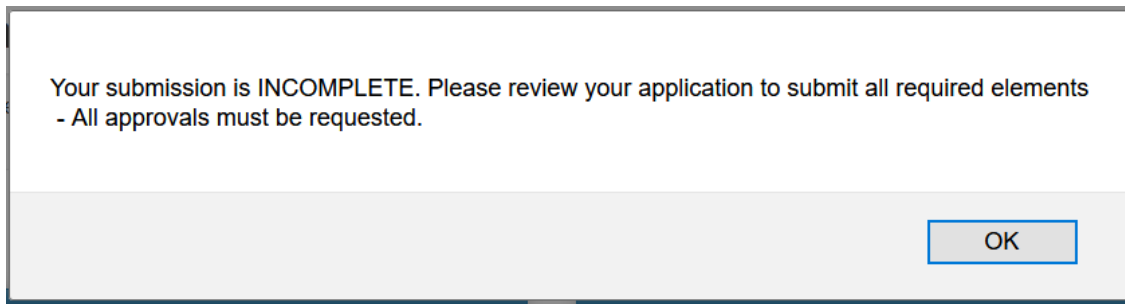 Your submission is INCOMPLETE. Please review your application to submit all required elements
- All approvals must be requested.
OK